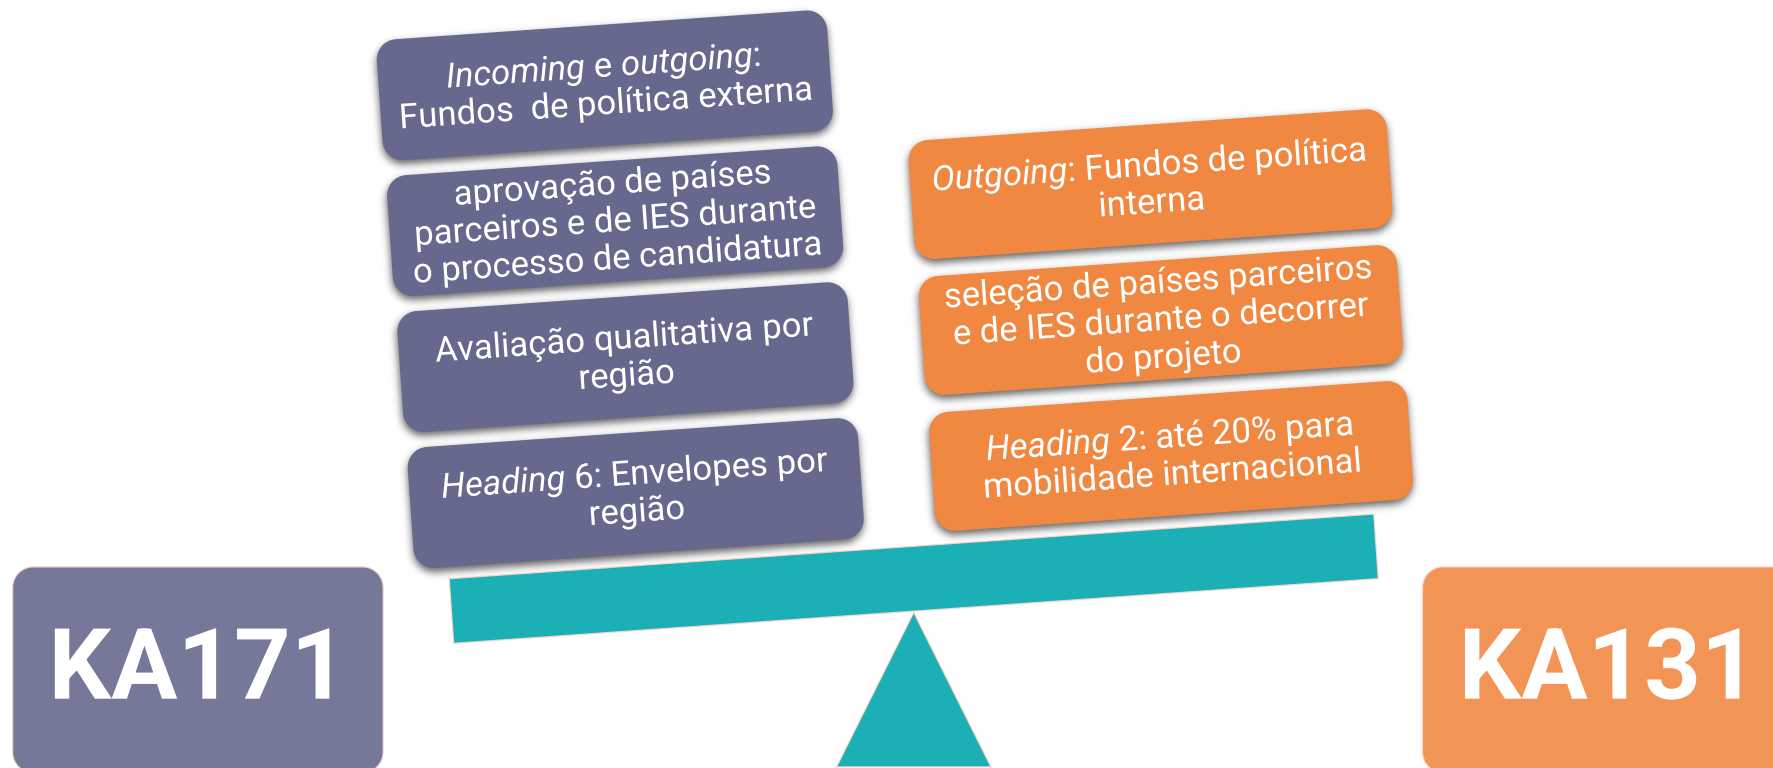 Incoming e outgoing:
Fundos de política externa
aprovação de países
parceiros e de IES durante
o processo de candidatura
Avaliação qualitativa por
região
Heading 6: Envelopes por
região
Outgoing: Fundos de política
interna
seleção de países parceiros
e de IES durante o decorrer
do projeto
Heading 2: até 20% para
mobilidade internacional
KA171
KA131